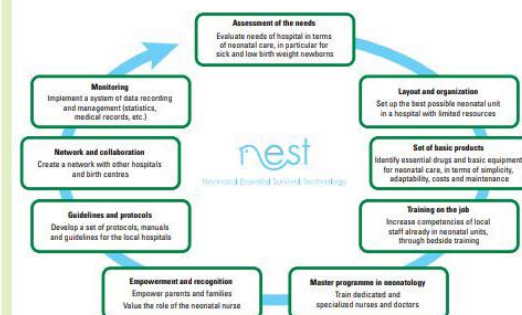 Assessment of the needs
Evaluate needs of hospital in terms
of neonatal care, in particular for
sick and low birth weight newborns
Layout and organization
Set up the best possible neonatal unit
in a hospital with limited resources
Set of basic products
Identify essential drugs and basic equipment
for neonatal care, in terms of simplicity,
adaptability, costs and maintenance
Training on the job
Increase competencies of local
staff already in neonatal units,
through bedside training
Master programme in neonatology
Train dedicated and
specialized nurses and doctors
Empowerment and recognition
Empower parents and families
Value the role of the neonatal nurse
Guidelines and protocols
Develop a set of protocols, manuals
and guidelines for the local hospitals
Network and collaboration
Create a network with other hospitals
and birth centres
Monitoring
Implement a system of data recording
and management (statistics,
medical records, etc.)
nest
Neonatal Essential Survival Technology